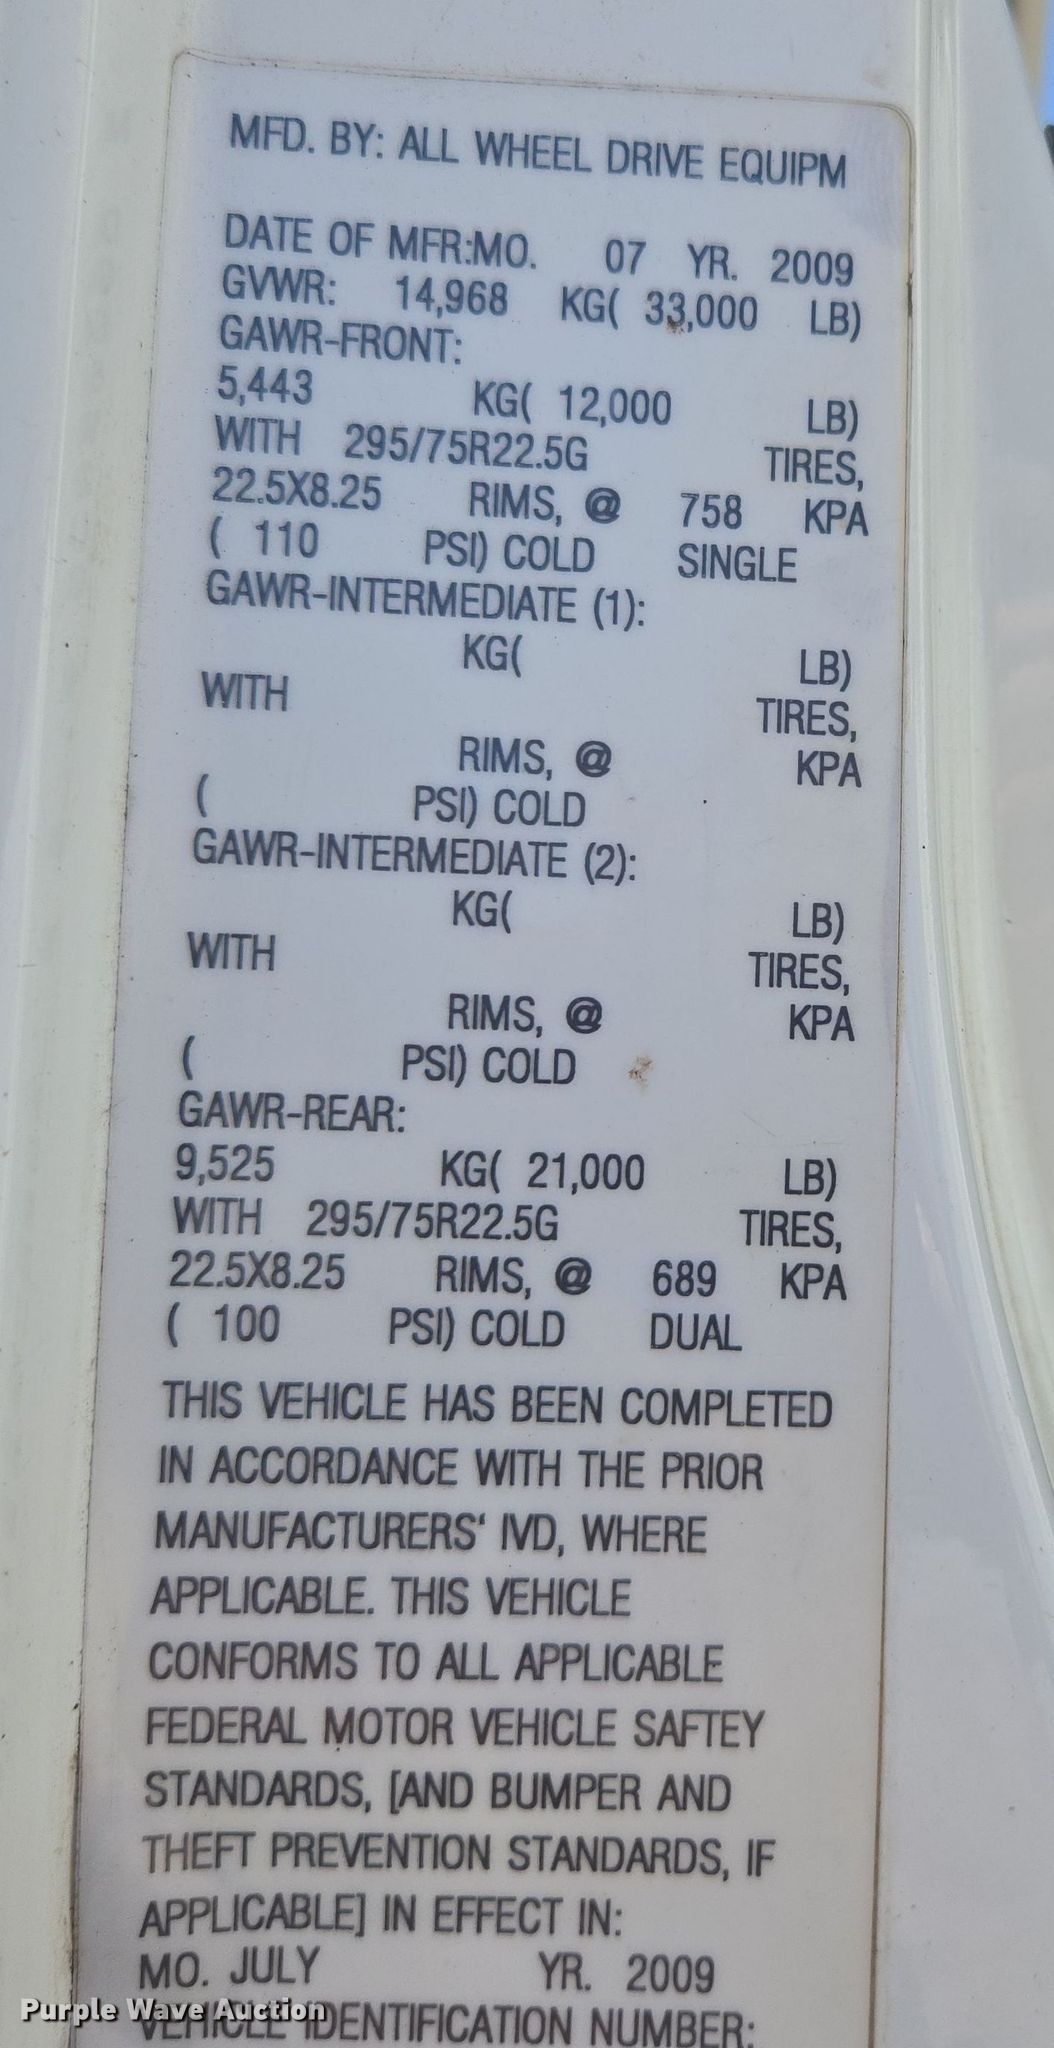 MFD. BY: ALL WHEEL DRIVE EQUIPM
DATE OF MFR:MO. 07 YR. 2009
GVWR: 14,968 KG( 33,000 LB)
GAWR-FRONT:
5,443 KG( 12,000 LB)
WITH 295/75R22.5G TIRES,
22.5X8.25 RIMS, @ 758 KPA
( 110 PSI) COLD SINGLE
GAWR-INTERMEDIATE (1):
KG( LB)
WITH TIRES,
RIMS, @ KPA
( PSI) COLD
GAWR-INTERMEDIATE (2):
KG( LB)
WITH TIRES,
RIMS, @ KPA
( PSI) COLD
GAWR-REAR:
9,525 KG( 21,000 LB)
WITH 295/75R22.5G TIRES,
22.5X8.25 RIMS, @ 689 KPA
( 100 PSI) COLD DUAL
THIS VEHICLE HAS BEEN COMPLETED
IN ACCORDANCE WITH THE PRIOR
MANUFACTURERS' IVD, WHERE
APPLICABLE. THIS VEHICLE
CONFORMS TO ALL APPLICABLE
FEDERAL MOTOR VEHICLE SAFTEY
STANDARDS, [AND BUMPER AND
THEFT PREVENTION STANDARDS, IF
APPLICABLE] IN EFFECT IN:
MO. JULY YR. 2009
Purple Wave Auction
VEHICLE IDENTIFICATION NUMBER: